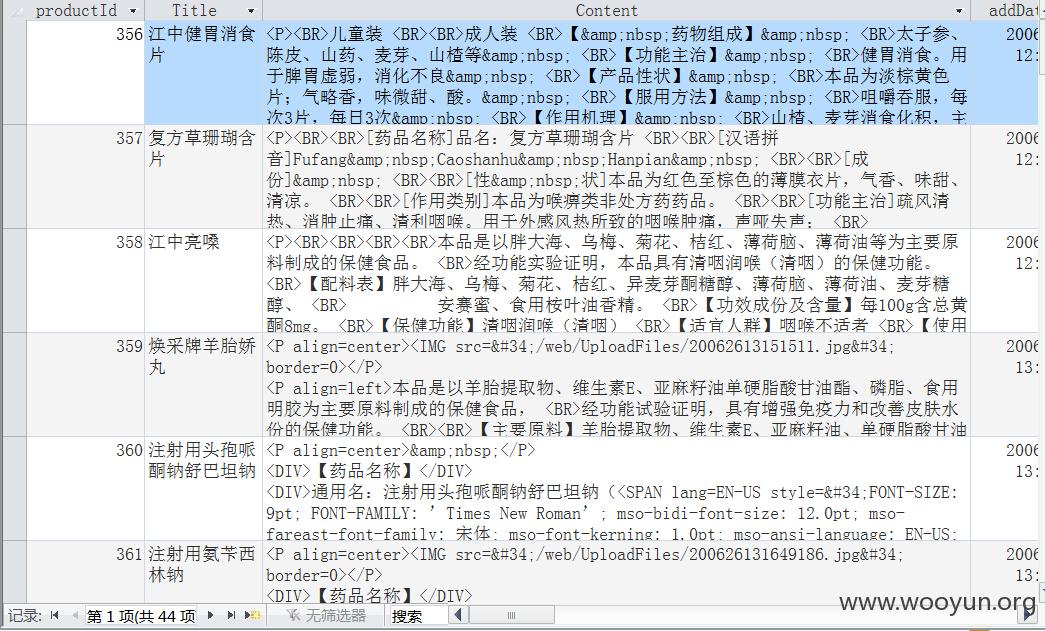 productId Title Content addDat
356 江中健胃消食片 <P><BR>儿童装 <BR><BR>成人装 <BR>【&amp;nbsp;药物组成】&amp;nbsp; <BR>太子参、 2006
陈皮、山药、麦芽、山楂等&amp;nbsp; <BR>【功能主治】&amp;nbsp; <BR>健胃消食。用 12:
于脾胃虚弱，消化不良&amp;nbsp; <BR>【产品性状】&amp;nbsp; <BR>本品为淡棕黄色
片；气略香，味微甜、酸。&amp;nbsp; <BR>【服用方法】&amp;nbsp; <BR>咀嚼吞服，每
次3片，每日3次&amp;nbsp; <BR>【作用机理】&amp;nbsp; <BR>山楂、麦芽消食化积，主
357 复方草珊瑚含片 <P><BR><BR>[药品名称]品名：复方草珊瑚含片 <BR><BR>[汉语拼 2006
音]Fufang&amp;nbsp;Caoshanhu&amp;nbsp;Hanpian&amp;nbsp; <BR><BR>[成 12:
份]&amp;nbsp; <BR><BR>[性&amp;nbsp;状]本品为红色至棕色的薄膜衣片，气香、味甜、
清凉。 <BR><BR>[作用类别]本品为喉痹类非处方药药品。 <BR><BR>[功能主治]疏风清
热、消肿止痛、清利咽喉。用于外感风热所致的咽喉肿痛，声哑失声； <BR>
358 江中亮嗓 <P><BR><BR><BR><BR>本品是以胖大海、乌梅、菊花、桔红、薄荷脑、薄荷油等为主要原 2006
料制成的保健食品。 <BR>经功能实验证明，本品具有清咽润喉（清咽）的保健功能。 12:
<BR>【配料表】胖大海、乌梅、菊花、桔红、异麦芽酮糖醇、薄荷脑、薄荷油、麦芽糖
醇、 <BR> 安赛蜜、食用桉叶油香精。 <BR>【功效成份及含量】每100g含总黄
酮8mg。 <BR>【保健功能】清咽润喉（清咽） <BR>【适宜人群】咽喉不适者 <BR>【使用
359 焕采牌羊胎娇丸 <P align=center><IMG src=&#34;/web/UploadFiles/20062613151511.jpg&#34; 2006
border=0></P> 13:
<P align=left>本品是以羊胎提取物、维生素E、亚麻籽油单硬脂酸甘油酯、磷脂、食用
明胶为主要原料制成的保健食品， <BR>经功能试验证明，具有增强免疫力和改善皮肤水
份的保健功能。 <BR><BR>【主要原料】羊胎提取物、维生素E、亚麻籽油、单硬脂酸甘油
360 注射用头孢哌酮钠舒巴坦钠 <P align=center>&amp;nbsp;</P> 2006
<DIV>【药品名称】</DIV> 13:
<DIV>通用名：注射用头孢哌酮钠舒巴坦钠（<SPAN lang=EN-US style=&#34;FONT-SIZE:
9pt; FONT-FAMILY: ’Times New Roman’; mso-bidi-font-size: 12.0pt; mso-
fareast-font-family: 宋体; mso-font-kerning: 1.0pt; mso-ansi-language: EN-US;
361 注射用氨苄西林钠 <P align=center><IMG src=&#34;/web/UploadFiles/200626131649186.jpg&#34; 2006
border=0></P> 13:
<DIV>【药品名称】</DIV>
记录: 第 1 项(共 44 项 无筛选器 搜索
www.wooyun.org